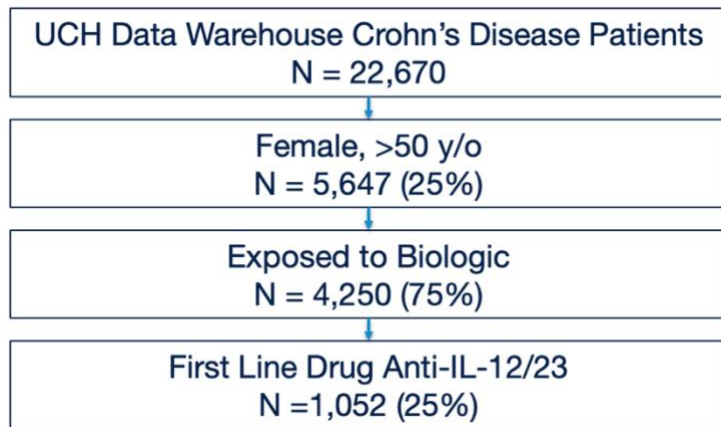 UCH Data Warehouse Crohn’s Disease Patients
N = 22,670
Female, >50 y/o
N = 5,647 (25%)
Exposed to Biologic
N = 4,250 (75%)
First Line Drug Anti-IL-12/23
N =1,052 (25%)